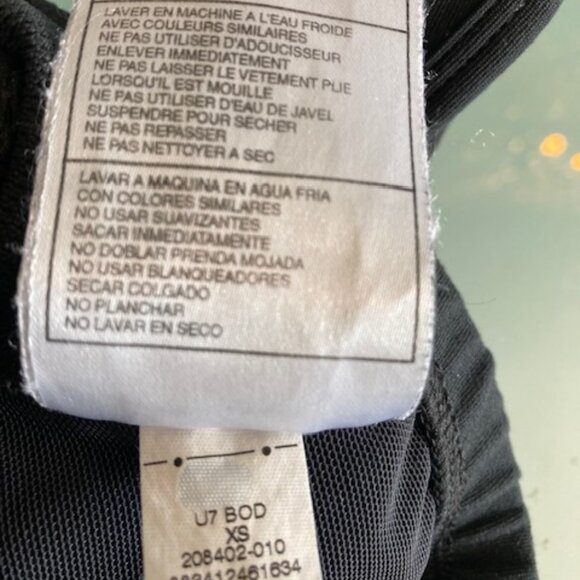 LAVER EN MACHINE A L'EAU FROIDE
AVEC COULEURS SIMILAIRES
NE PAS UTILISER D'ADOUCISSEUR
ENLEVER IMMEDIATEMENT
NE PAS LAISSER LE VETEMENT PLIE
LORSQU'IL EST MOUILLE
NE PAS UTILISER D'EAU DE JAVEL
SUSPENDRE POUR SECHER
NE PAS REPASSER
NE PAS NETTOYER A SEC
LAVAR A MAQUINA EN AGUA FRIA
CON COLORES SIMILARES
NO USAR SUAVIZANTES
SACAR INMEDIATAMENTE
NO DOBLAR PRENDA MOJADA
NO USAR BLANQUEADORES
SECAR COLGADO
NO PLANCHAR
NO LAVAR EN SECO
U7 BOD
XS
208402-010